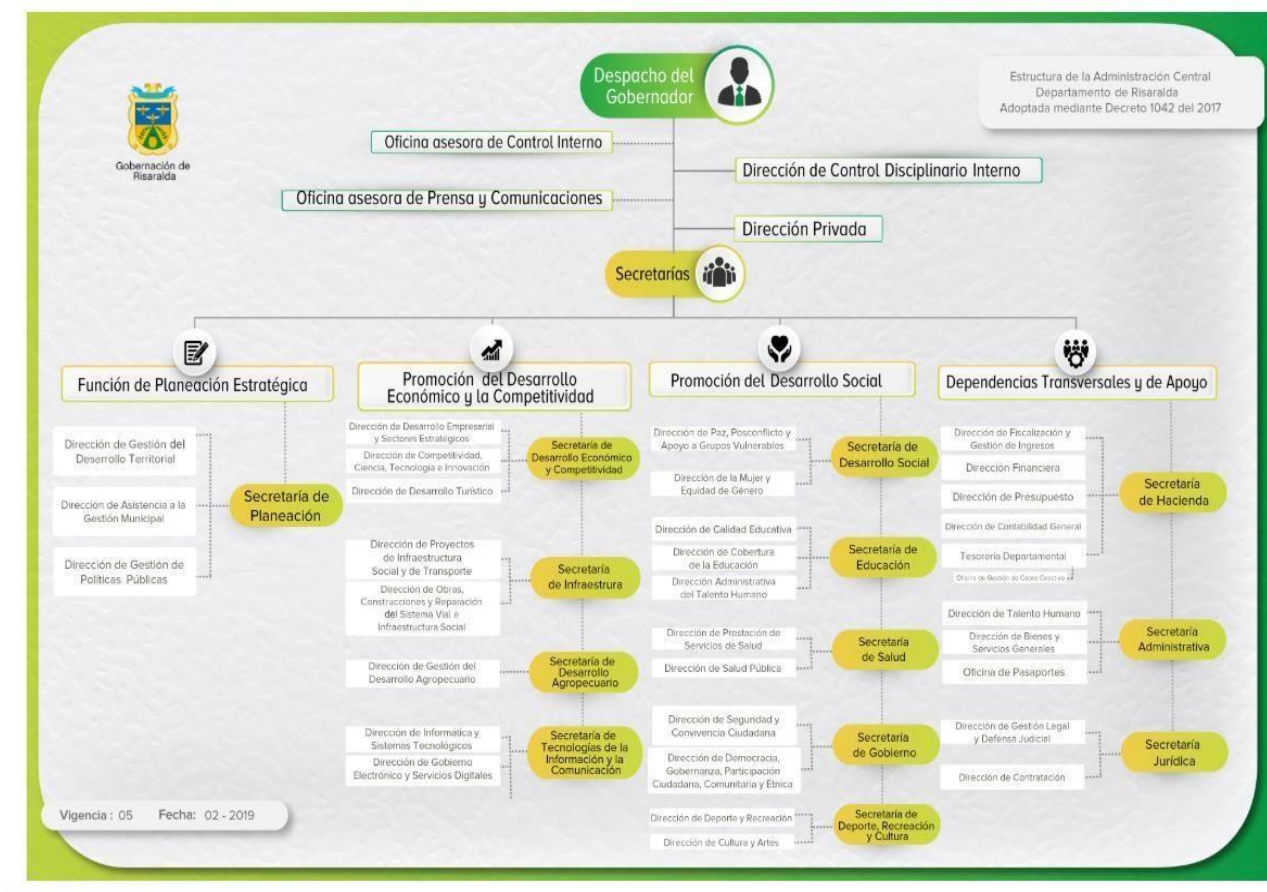 Despacho del
Gobernador
Estructura de la Administración Central
Departamento de Risaralda
Adoptada mediante Decreto 1042 del 2017
Gobernación de
Risaralda
Oficina asesora de Control Interno
Dirección de Control Disciplinario Interno
Oficina asesora de Prensa y Comunicaciones
Dirección Privada
Secretarías
Función de Planeación Estratégica
Dirección de Gestión del
Desarrollo Territorial
Dirección de Asistencia a la
Gestión Municipal
Dirección de Gestión de
Políticas Públicas
Secretaría de
Planeación
Promoción del Desarrollo
Económico y la Competitividad
Dirección de Desarrollo Empresarial
y Sectores Estratégicos
Dirección de Competitividad,
Ciencia, Tecnología e Innovación
Dirección de Desarrollo Turístico
Secretaría de
Desarrollo Económico
y Competitividad
Dirección de Proyectos
de Infraestructura
Social y de Transporte
Dirección de Obras,
Construcciones y Reparación
del Sistema Vial e
Infraestructura Social
Secretaría
de Infraestrura
Dirección de Gestión del
Desarrollo Agropecuario
Secretaría de
Desarrollo
Agropecuario
Dirección de Informática y
Sistemas Tecnológicos
Dirección de Gobierno
Electrónico y Servicios Digitales
Secretaría de
Tecnologías de la
Información y la
Comunicación
Promoción del Desarrollo Social
Dirección de Paz, Posconflicto y
Apoyo a Grupos Vulnerables
Dirección de la Mujer y
Equidad de Género
Secretaría de
Desarrollo Social
Dirección de Calidad Educativa
Dirección de Cobertura
de la Educación
Dirección Administrativa
del Talento Humano
Secretaría de
Educación
Dirección de Prestación de
Servicios de Salud
Dirección de Salud Pública
Secretaría
de Salud
Dirección de Seguridad y
Convivencia Ciudadana
Dirección de Democracia,
Gobernanza, Participación
Ciudadana, Comunitaria y Étnica
Secretaría
de Gobierno
Dirección de Deporte y Recreación
Dirección de Cultura y Artes
Secretaría de
Deporte, Recreación
y Cultura
Dependencias Transversales y de Apoyo
Dirección de Fiscalización y
Gestión de Ingresos
Dirección Financiera
Dirección de Presupuesto
Dirección de Contabilidad General
Tesorería Departamental
Oficina de Gestión de Cobro Coactivo
Secretaría
de Hacienda
Dirección de Talento Humano
Dirección de Bienes y
Servicios Generales
Oficina de Pasaportes
Secretaría
Administrativa
Dirección de Gestión Legal
y Defensa Judicial
Dirección de Contratación
Secretaría
Jurídica
Vigencia : 05 Fecha: 02 - 2019